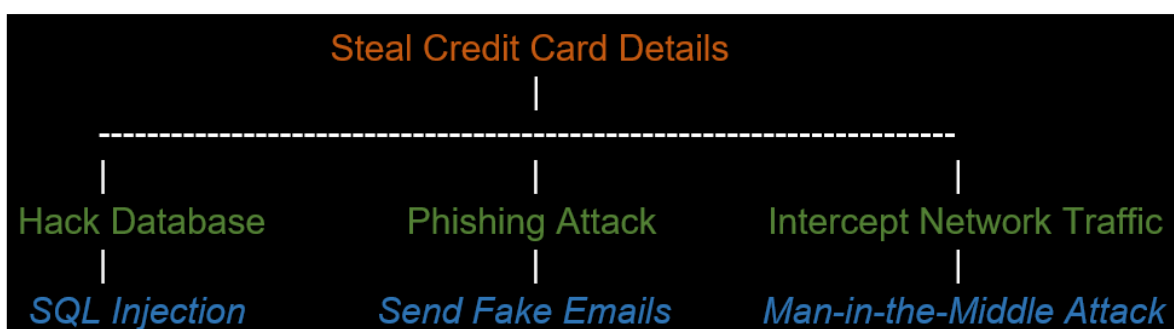 Steal Credit Card Details
Hack Database Phishing Attack Intercept Network Traffic
SQL Injection Send Fake Emails Man-in-the-Middle Attack